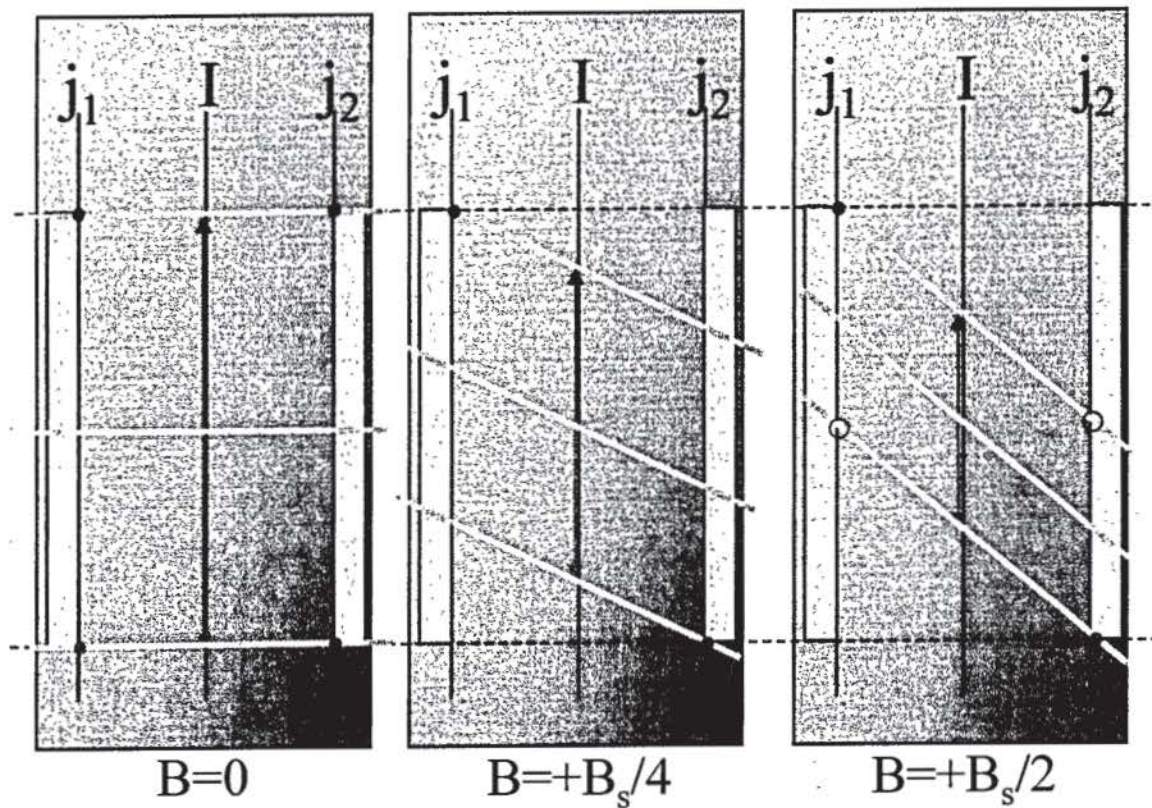 j₁ I j₂ j₁ I j₂ j₁ I j₂
B=0 B=+Bₛ/4 B=+Bₛ/2